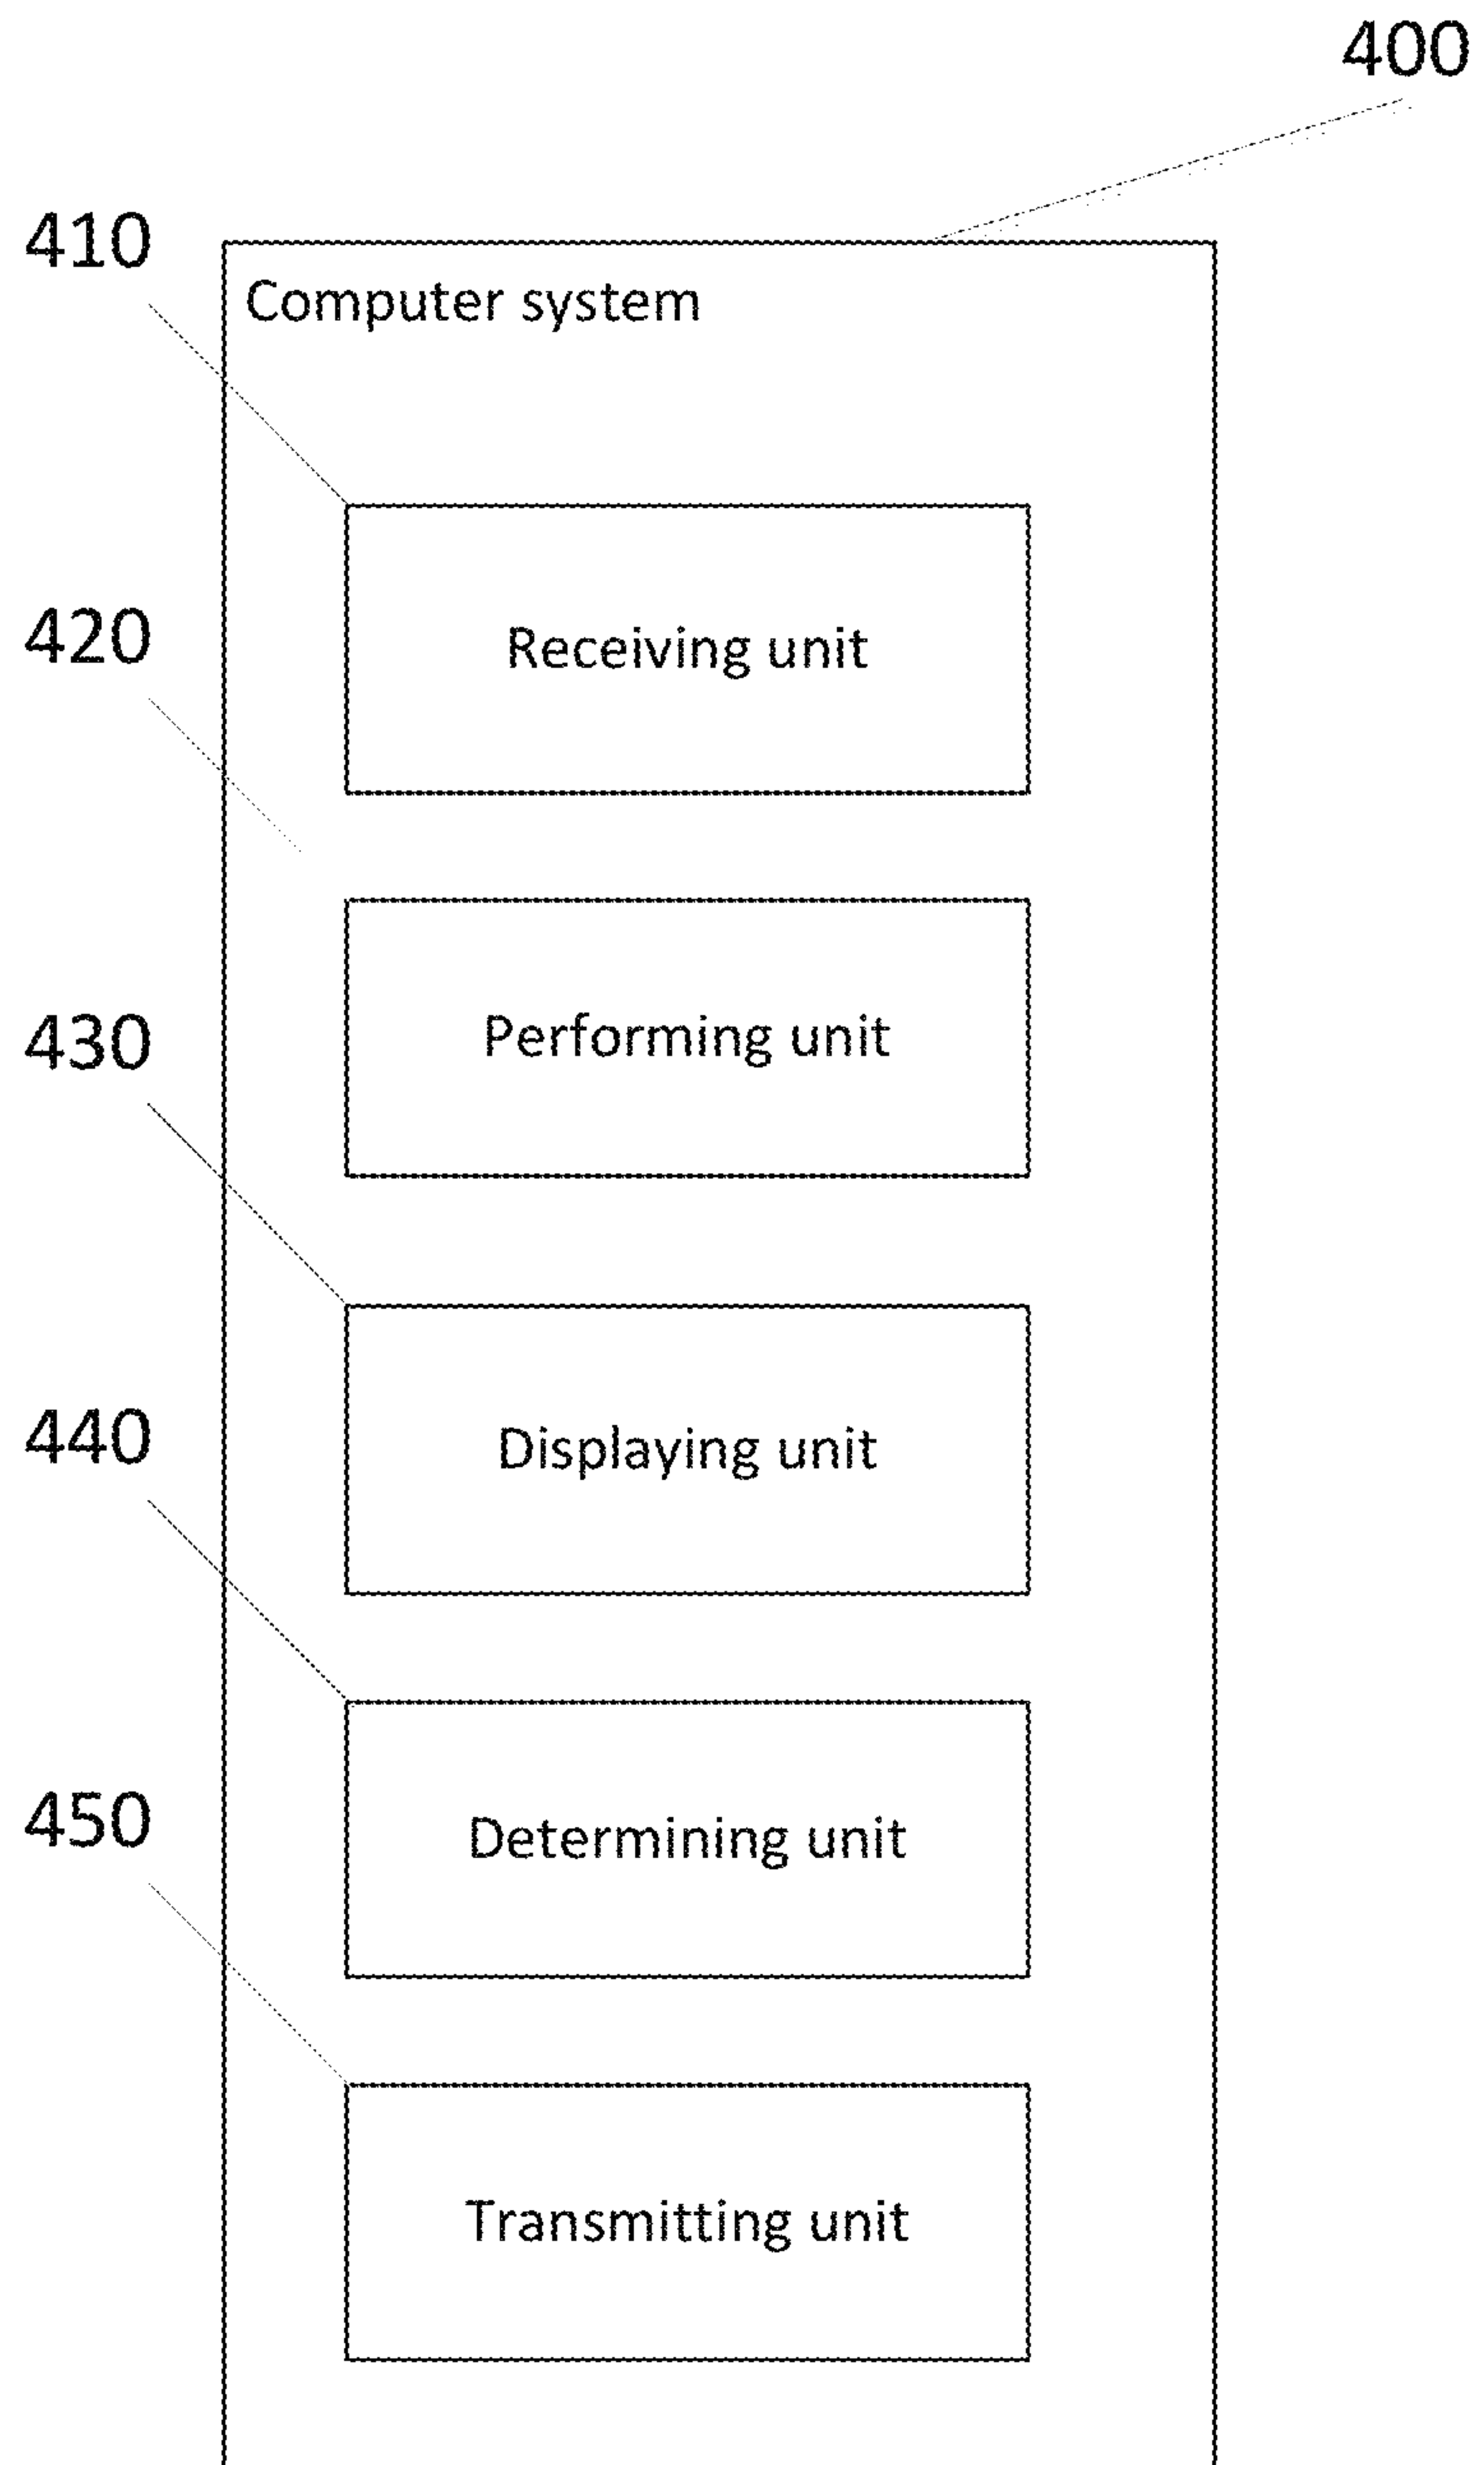 400
410
Computer system
Receiving unit
420
Performing unit
430
Displaying unit
440
Determining unit
450
Transmitting unit